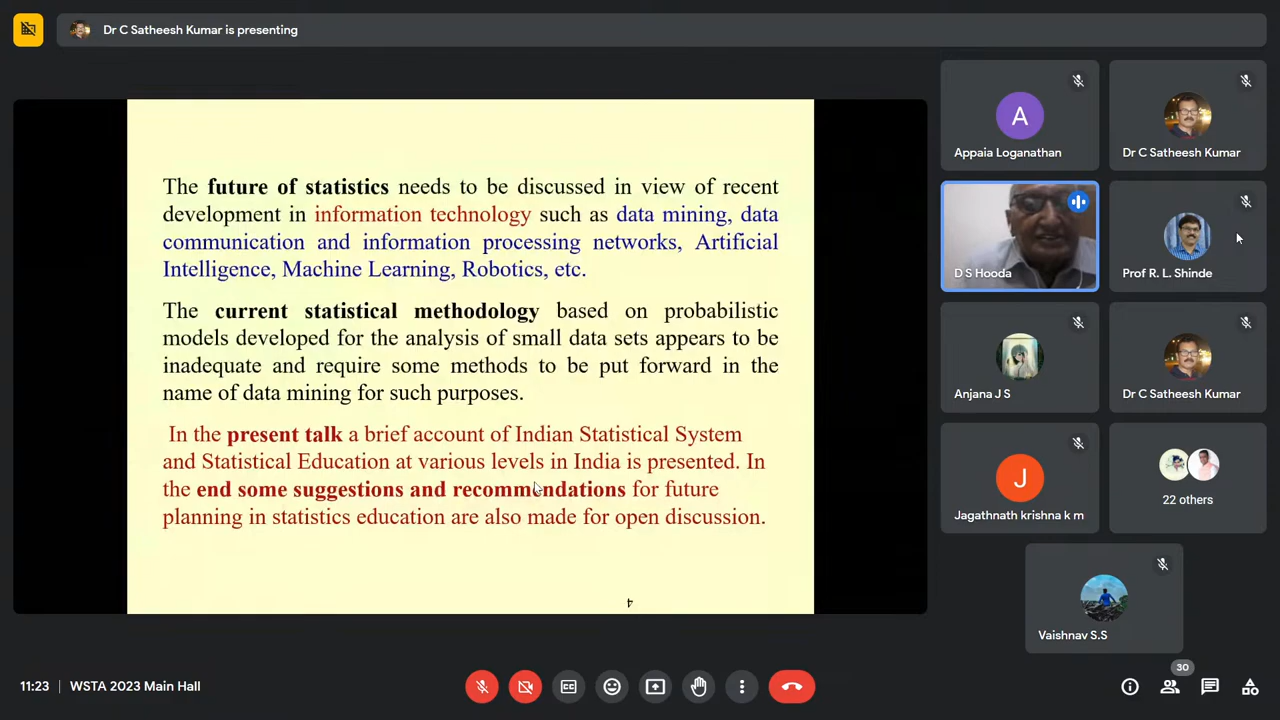 Dr C Satheesh Kumar is presenting
The future of statistics needs to be discussed in view of recent
development in information technology such as data mining, data
communication and information processing networks, Artificial
Intelligence, Machine Learning, Robotics, etc.
The current statistical methodology based on probabilistic
models developed for the analysis of small data sets appears to be
inadequate and require some methods to be put forward in the
name of data mining for such purposes.
In the present talk a brief account of Indian Statistical System
and Statistical Education at various levels in India is presented. In
the end some suggestions and recommendations for future
planning in statistics education are also made for open discussion.
4
A
Appaia Loganathan
Dr C Satheesh Kumar
D S Hooda
Prof R. L. Shinde
Anjana J S
Dr C Satheesh Kumar
J
Jagathnath krishna k m
22 others
Vaishnav S.S
11:23 | WSTA 2023 Main Hall
30